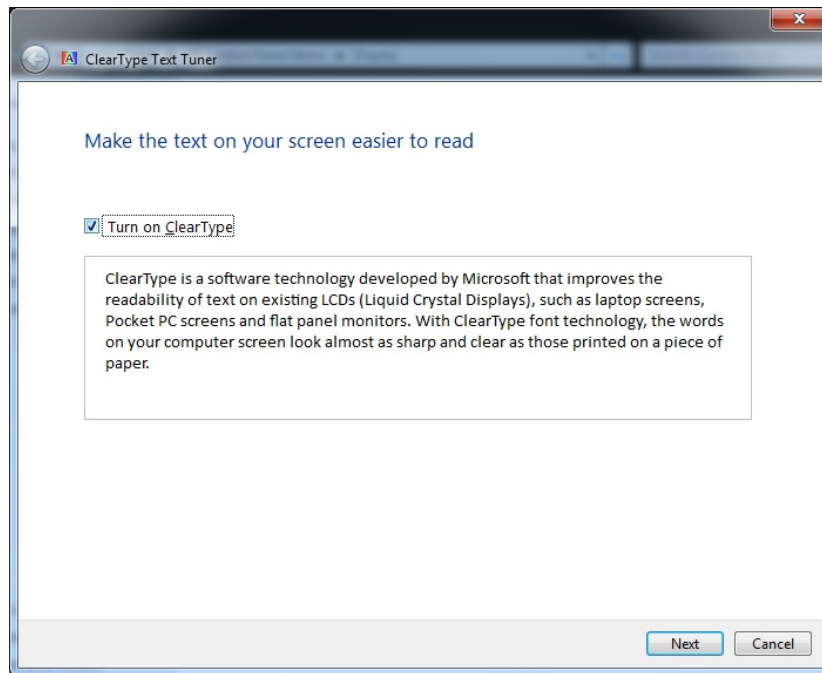 ClearType Text Tuner
Make the text on your screen easier to read
Turn on ClearType
ClearType is a software technology developed by Microsoft that improves the
readability of text on existing LCDs (Liquid Crystal Displays), such as laptop screens,
Pocket PC screens and flat panel monitors. With ClearType font technology, the words
on your computer screen look almost as sharp and clear as those printed on a piece of
paper.
Next Cancel